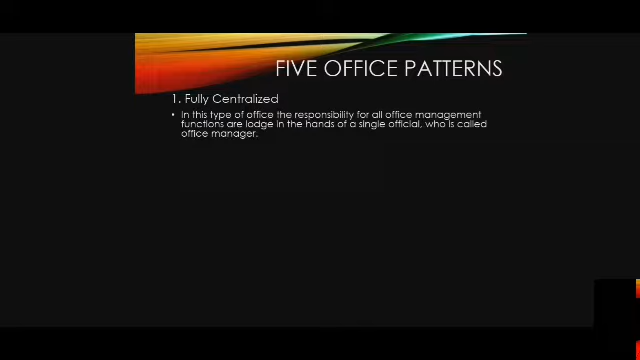 FIVE OFFICE PATTERNS
1. Fully Centralized
• In this type of office the responsibility for all office management
functions are lodge in the hands of a single official, who is called
office manager.